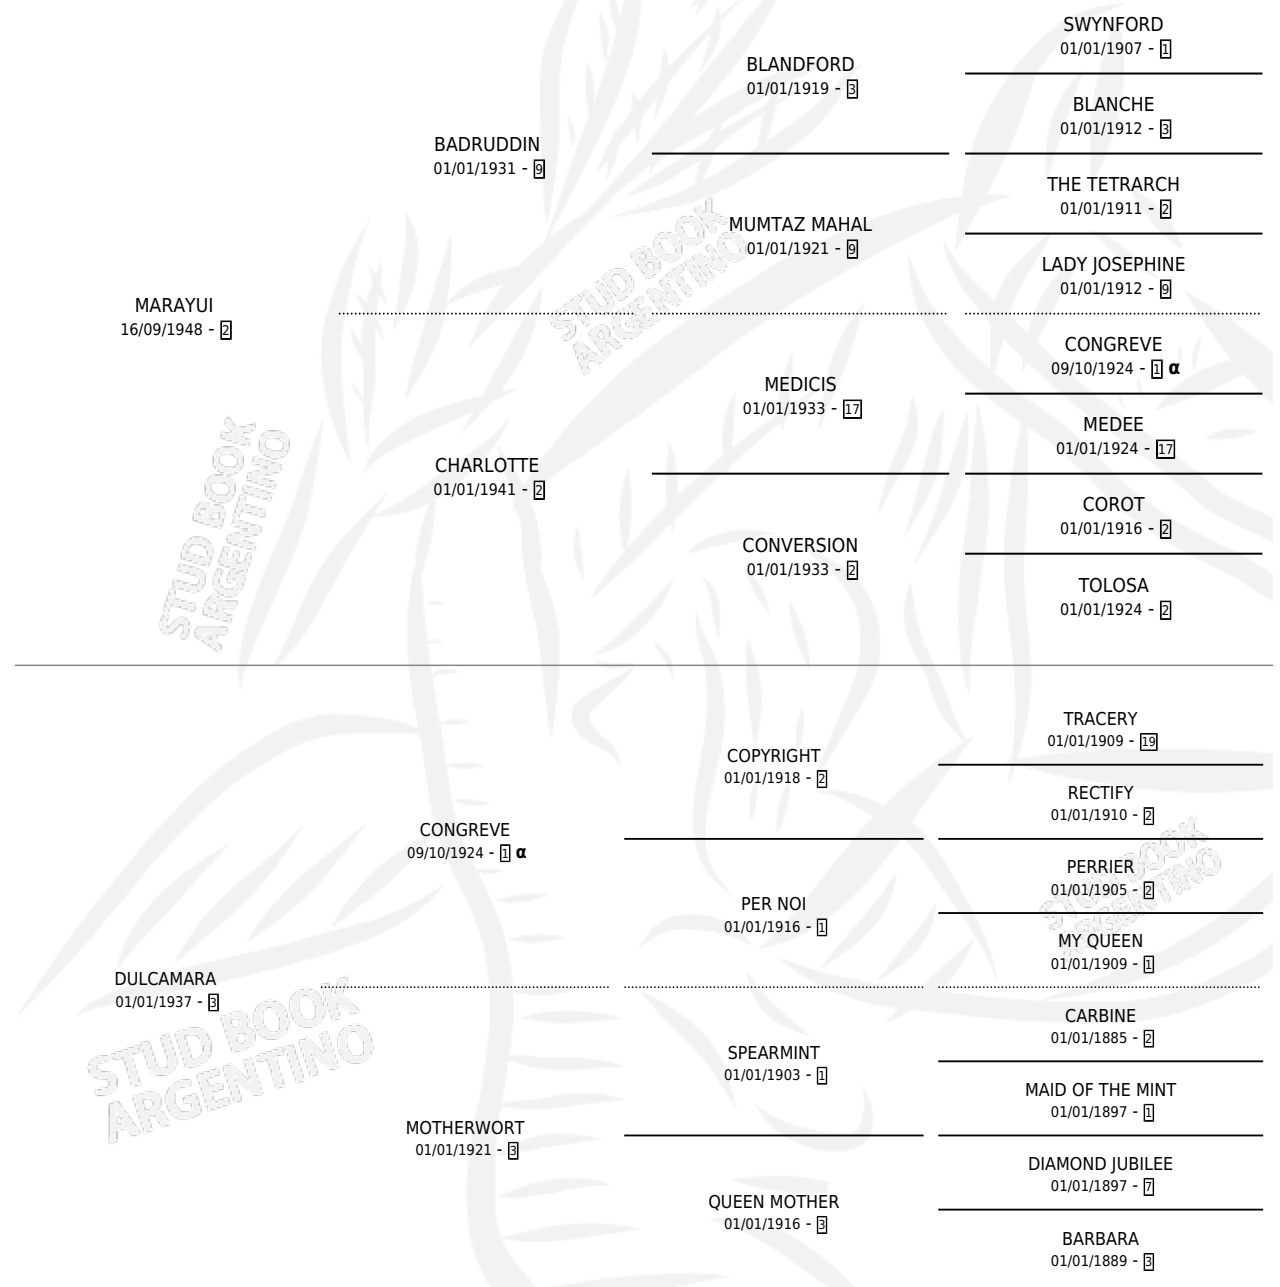 SWYNFORD
01/01/1907 - 1
BLANDFORD
01/01/1919 - 3
BLANCHE
01/01/1912 - 3
BADRUDDIN
01/01/1931 - 9
THE TETRARCH
01/01/1911 - 2
MUMTAZ MAHAL
01/01/1921 - 9
LADY JOSEPHINE
01/01/1912 - 9
STUD BOOK
ARGENTINO
MARAYUI
16/09/1948 - 2
CONGREVE
09/10/1924 - 1 α
MEDICIS
01/01/1933 - 17
MEDEE
01/01/1924 - 17
CHARLOTTE
01/01/1941 - 2
COROT
01/01/1916 - 2
CONVERSION
01/01/1933 - 2
TOLOSA
01/01/1924 - 2
STUD BOOK
ARGENTINO
TRACERY
01/01/1909 - 19
COPYRIGHT
01/01/1918 - 2
RECTIFY
01/01/1910 - 2
CONGREVE
09/10/1924 - 1 α
PERRIER
01/01/1905 - 2
PER NOI
01/01/1916 - 1
MY QUEEN
01/01/1909 - 1
STUD BOOK
ARGENTINO
DULCAMARA
01/01/1937 - 3
CARBINE
01/01/1885 - 2
SPEARMINT
01/01/1903 - 1
MAID OF THE MINT
01/01/1897 - 1
MOTHERWORT
01/01/1921 - 3
DIAMOND JUBILEE
01/01/1897 - 7
QUEEN MOTHER
01/01/1916 - 3
BARBARA
01/01/1889 - 3
STUD BOOK
ARGENTINO